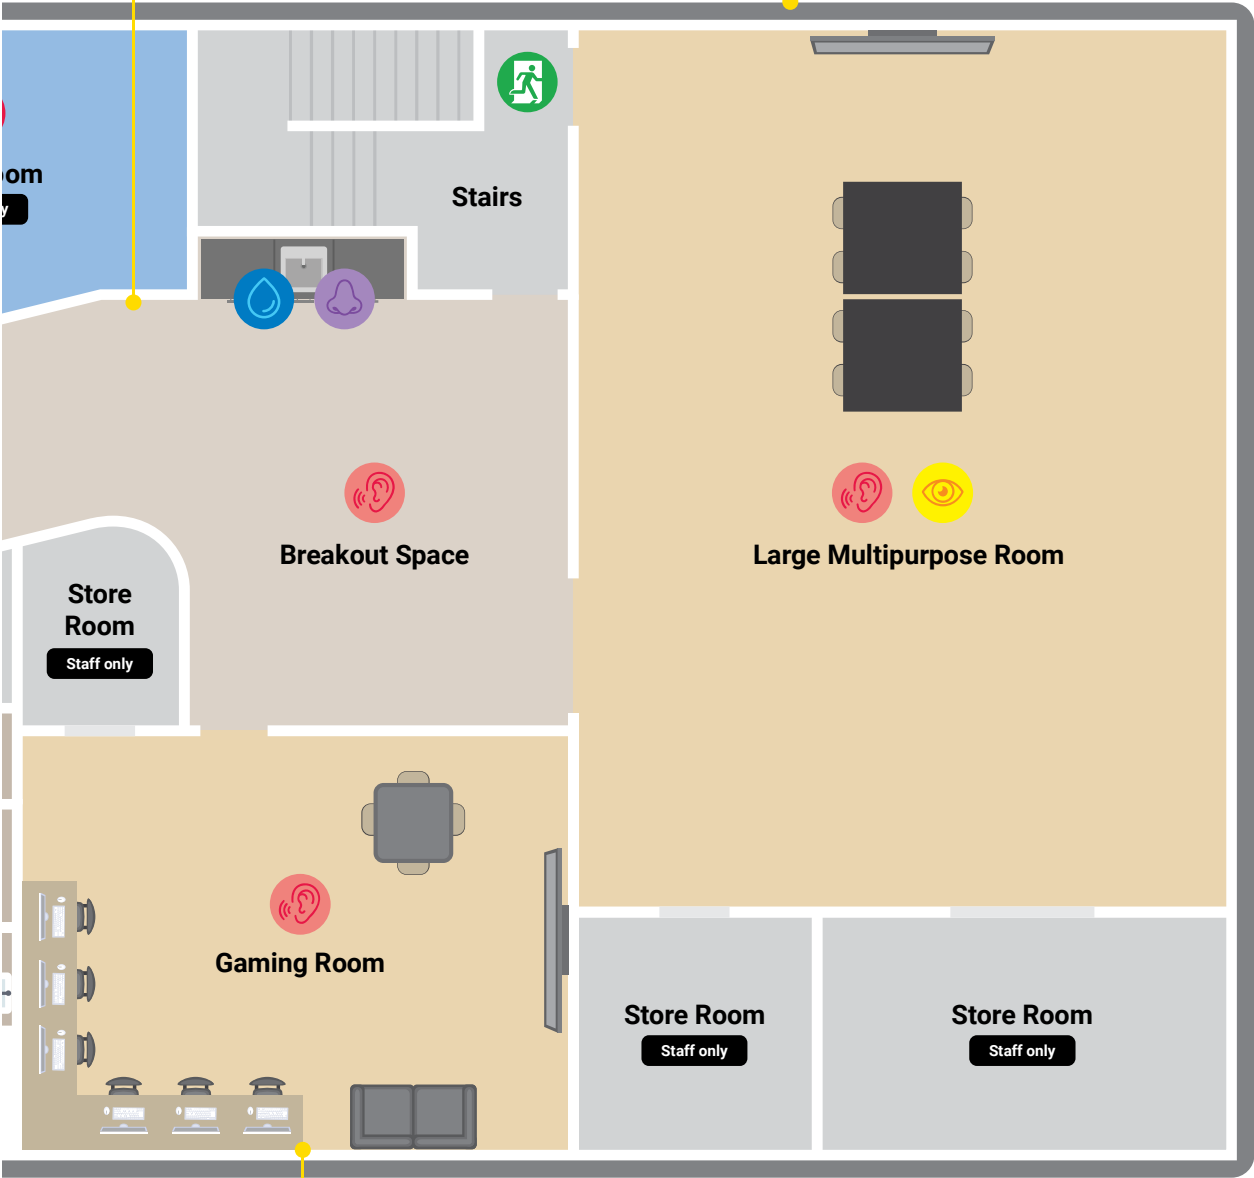 Stairs
Breakout Space
Large Multipurpose Room
Store
Room
Staff only
Gaming Room
Store Room
Staff only
Store Room
Staff only